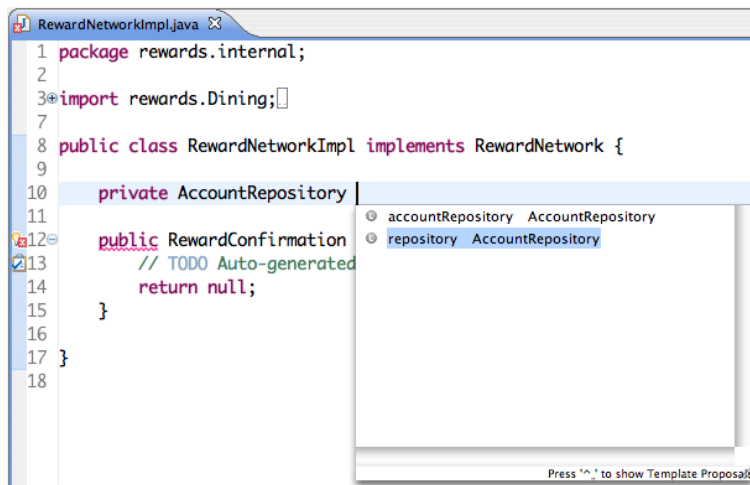 RewardNetworkImpl.java
1 package rewards.internal;
2
3 import rewards.Dining;
7
8 public class RewardNetworkImpl implements RewardNetwork {
9
10 private AccountRepository
11
accountRepository AccountRepository
12 public RewardConfirmation
repository AccountRepository
13 // TODO Auto-generated
14 return null;
15 }
16
17 }
18
Press '^.' to show Template Proposals